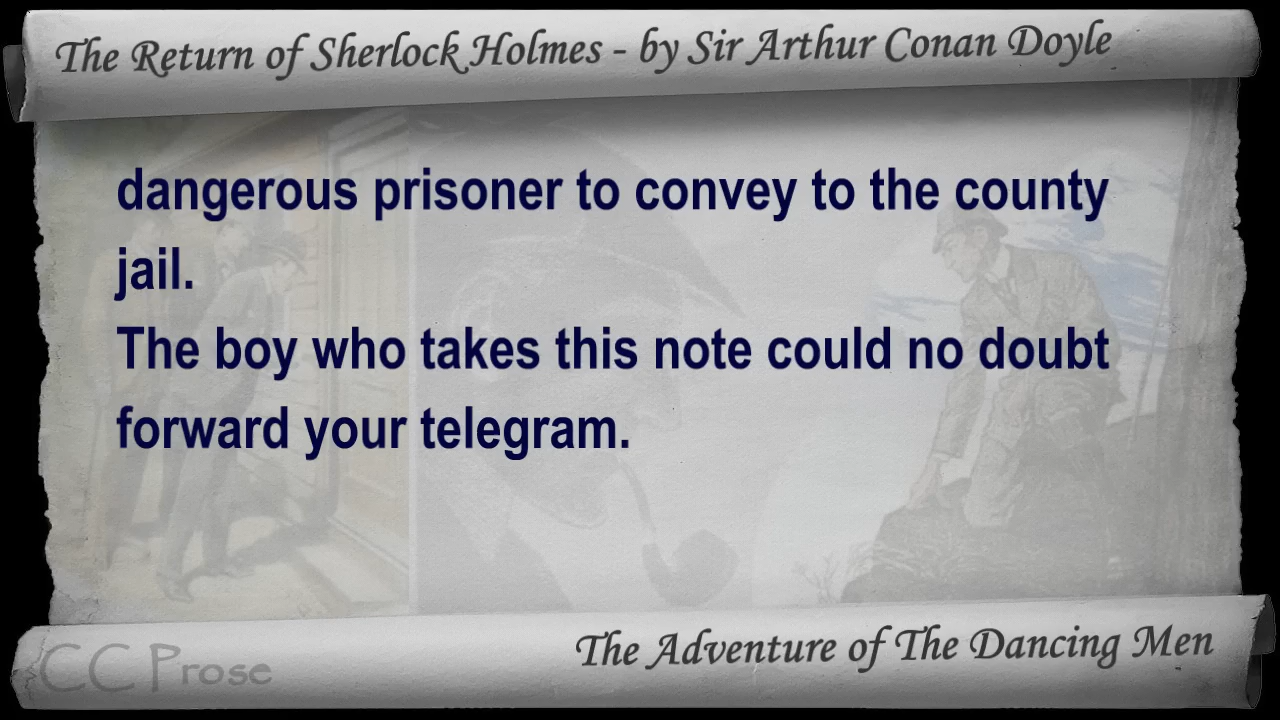 The Return of Sherlock Holmes - by Sir Arthur Conan Doyle
dangerous prisoner to convey to the county
jail.
The boy who takes this note could no doubt
forward your telegram.
CC Prose
The Adventure of The Dancing Men